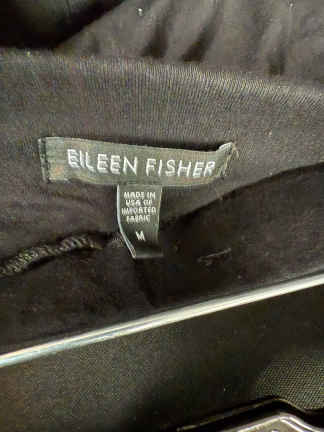 EILEEN FISHER
MADE IN
USA OF
IMPORTED
FABRIC
M